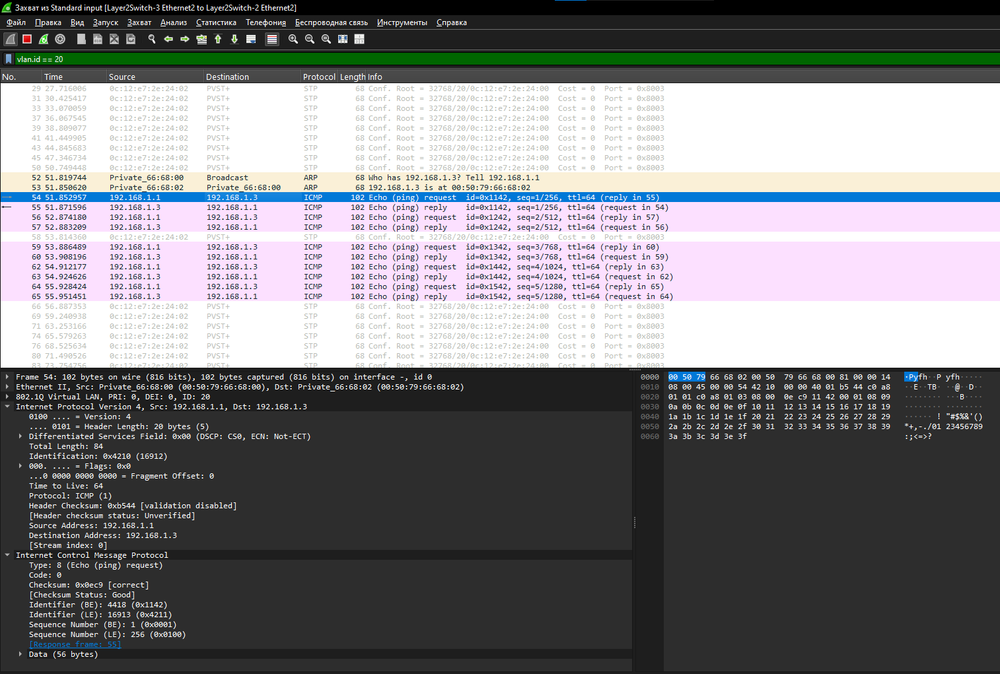 Захват из Standard input [Layer2Switch-3 Ethernet2 to Layer2Switch-2 Ethernet2]
Файл Правка Вид Запуск Захват Анализ Статистика Телефония Беспроводная связь Инструменты Справка
vlan.id == 20
No. Time Source Destination Protocol Length Info
29 27.716006 0c:12:e7:2e:24:02 PVST+ STP 68 Conf. Root = 32768/20/0c:12:e7:2e:24:00 Cost = 0 Port = 0x8003
31 30.425417 0c:12:e7:2e:24:02 PVST+ STP 68 Conf. Root = 32768/20/0c:12:e7:2e:24:00 Cost = 0 Port = 0x8003
33 33.070059 0c:12:e7:2e:24:02 PVST+ STP 68 Conf. Root = 32768/20/0c:12:e7:2e:24:00 Cost = 0 Port = 0x8003
37 36.067545 0c:12:e7:2e:24:02 PVST+ STP 68 Conf. Root = 32768/20/0c:12:e7:2e:24:00 Cost = 0 Port = 0x8003
39 38.809077 0c:12:e7:2e:24:02 PVST+ STP 68 Conf. Root = 32768/20/0c:12:e7:2e:24:00 Cost = 0 Port = 0x8003
41 41.449905 0c:12:e7:2e:24:02 PVST+ STP 68 Conf. Root = 32768/20/0c:12:e7:2e:24:00 Cost = 0 Port = 0x8003
43 44.845683 0c:12:e7:2e:24:02 PVST+ STP 68 Conf. Root = 32768/20/0c:12:e7:2e:24:00 Cost = 0 Port = 0x8003
45 47.346734 0c:12:e7:2e:24:02 PVST+ STP 68 Conf. Root = 32768/20/0c:12:e7:2e:24:00 Cost = 0 Port = 0x8003
50 50.749448 0c:12:e7:2e:24:02 PVST+ STP 68 Conf. Root = 32768/20/0c:12:e7:2e:24:00 Cost = 0 Port = 0x8003
52 51.819744 Private_66:68:00 Broadcast ARP 68 Who has 192.168.1.3? Tell 192.168.1.1
53 51.850620 Private_66:68:02 Private_66:68:00 ARP 68 192.168.1.3 is at 00:50:79:66:68:02
54 51.852957 192.168.1.1 192.168.1.3 ICMP 102 Echo (ping) request id=0x1142, seq=1/256, ttl=64 (reply in 55)
55 51.871596 192.168.1.3 192.168.1.1 ICMP 102 Echo (ping) reply id=0x1142, seq=1/256, ttl=64 (request in 54)
56 52.874180 192.168.1.1 192.168.1.3 ICMP 102 Echo (ping) request id=0x1242, seq=2/512, ttl=64 (reply in 57)
57 52.883209 192.168.1.3 192.168.1.1 ICMP 102 Echo (ping) reply id=0x1242, seq=2/512, ttl=64 (request in 56)
58 53.814360 0c:12:e7:2e:24:02 PVST+ STP 68 Conf. Root = 32768/20/0c:12:e7:2e:24:00 Cost = 0 Port = 0x8003
59 53.886489 192.168.1.1 192.168.1.3 ICMP 102 Echo (ping) request id=0x1342, seq=3/768, ttl=64 (reply in 60)
60 53.908196 192.168.1.3 192.168.1.1 ICMP 102 Echo (ping) reply id=0x1342, seq=3/768, ttl=64 (request in 59)
62 54.912177 192.168.1.1 192.168.1.3 ICMP 102 Echo (ping) request id=0x1442, seq=4/1024, ttl=64 (reply in 63)
63 54.924626 192.168.1.3 192.168.1.1 ICMP 102 Echo (ping) reply id=0x1442, seq=4/1024, ttl=64 (request in 62)
64 55.928424 192.168.1.1 192.168.1.3 ICMP 102 Echo (ping) request id=0x1542, seq=5/1280, ttl=64 (reply in 65)
65 55.951451 192.168.1.3 192.168.1.1 ICMP 102 Echo (ping) reply id=0x1542, seq=5/1280, ttl=64 (request in 64)
66 56.887353 0c:12:e7:2e:24:02 PVST+ STP 68 Conf. Root = 32768/20/0c:12:e7:2e:24:00 Cost = 0 Port = 0x8003
69 59.240938 0c:12:e7:2e:24:02 PVST+ STP 68 Conf. Root = 32768/20/0c:12:e7:2e:24:00 Cost = 0 Port = 0x8003
71 63.253166 0c:12:e7:2e:24:02 PVST+ STP 68 Conf. Root = 32768/20/0c:12:e7:2e:24:00 Cost = 0 Port = 0x8003
74 65.579263 0c:12:e7:2e:24:02 PVST+ STP 68 Conf. Root = 32768/20/0c:12:e7:2e:24:00 Cost = 0 Port = 0x8003
76 68.525634 0c:12:e7:2e:24:02 PVST+ STP 68 Conf. Root = 32768/20/0c:12:e7:2e:24:00 Cost = 0 Port = 0x8003
80 71.490526 0c:12:e7:2e:24:02 PVST+ STP 68 Conf. Root = 32768/20/0c:12:e7:2e:24:00 Cost = 0 Port = 0x8003
83 73.754756 0c:12:e7:2e:24:02 PVST+ STP 68 Conf. Root = 32768/20/0c:12:e7:2e:24:00 Cost = 0 Port = 0x8003
Frame 54: 102 bytes on wire (816 bits), 102 bytes captured (816 bits) on interface -, id 0
Ethernet II, Src: Private_66:68:00 (00:50:79:66:68:00), Dst: Private_66:68:02 (00:50:79:66:68:02)
802.1Q Virtual LAN, PRI: 0, DEI: 0, ID: 20
Internet Protocol Version 4, Src: 192.168.1.1, Dst: 192.168.1.3
0100 .... = Version: 4
.... 0101 = Header Length: 20 bytes (5)
Differentiated Services Field: 0x00 (DSCP: CS0, ECN: Not-ECT)
Total Length: 84
Identification: 0x4210 (16912)
000. .... = Flags: 0x0
...0 0000 0000 0000 = Fragment Offset: 0
Time to Live: 64
Protocol: ICMP (1)
Header Checksum: 0xb544 [validation disabled]
[Header checksum status: Unverified]
Source Address: 192.168.1.1
Destination Address: 192.168.1.3
[Stream index: 0]
Internet Control Message Protocol
Type: 8 (Echo (ping) request)
Code: 0
Checksum: 0x0ec9 [correct]
[Checksum Status: Good]
Identifier (BE): 4418 (0x1142)
Identifier (LE): 16913 (0x4211)
Sequence Number (BE): 1 (0x0001)
Sequence Number (LE): 256 (0x0100)
[Response frame: 55]
Data (56 bytes)
0000 00 50 79 66 68 02 00 50 79 66 68 00 81 00 00 14 ·Pyfh··P yfh·····
0010 08 00 45 00 00 54 42 10 00 00 40 01 b5 44 c0 a8 ··E··TB· ··@··D··
0020 01 01 c0 a8 01 03 08 00 0e c9 11 42 00 01 08 09 ········ ···B····
0030 0a 0b 0c 0d 0e 0f 10 11 12 13 14 15 16 17 18 19 ········ ········
0040 1a 1b 1c 1d 1e 1f 20 21 22 23 24 25 26 27 28 29 ······ ! "#$%&'()
0050 2a 2b 2c 2d 2e 2f 30 31 32 33 34 35 36 37 38 39 *+,-./01 23456789
0060 3a 3b 3c 3d 3e 3f :;<=>?